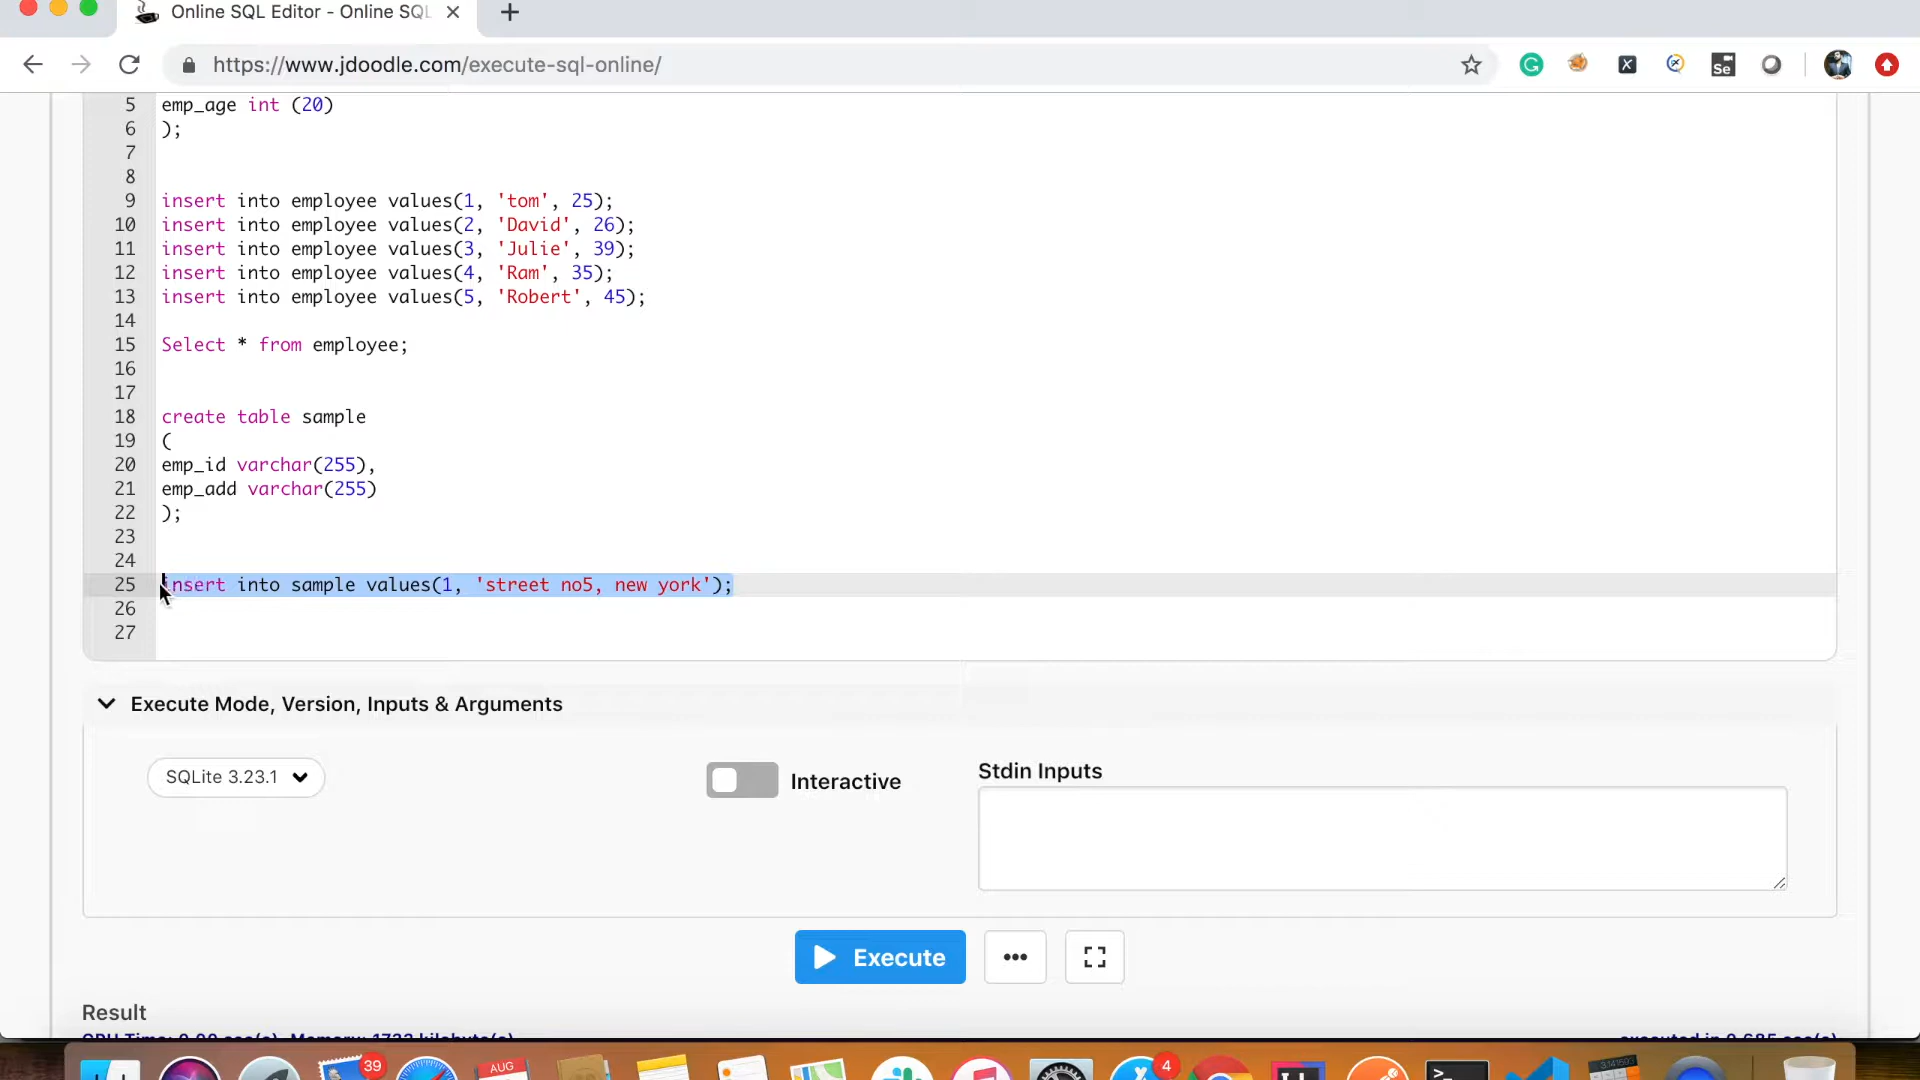 Online SQL Editor - Online SQL
https://www.jdoodle.com/execute-sql-online/
5 emp_age int (20)
6 );
7
8
9 insert into employee values(1, 'tom', 25);
10 insert into employee values(2, 'David', 26);
11 insert into employee values(3, 'Julie', 39);
12 insert into employee values(4, 'Ram', 35);
13 insert into employee values(5, 'Robert', 45);
14
15 Select * from employee;
16
17
18 create table sample
19 (
20 emp_id varchar(255),
21 emp_add varchar(255)
22 );
23
24
25 insert into sample values(1, 'street no5, new york');
26
27
Execute Mode, Version, Inputs & Arguments
SQLite 3.23.1
Interactive
Stdin Inputs
Execute
Result
39
AUG
4